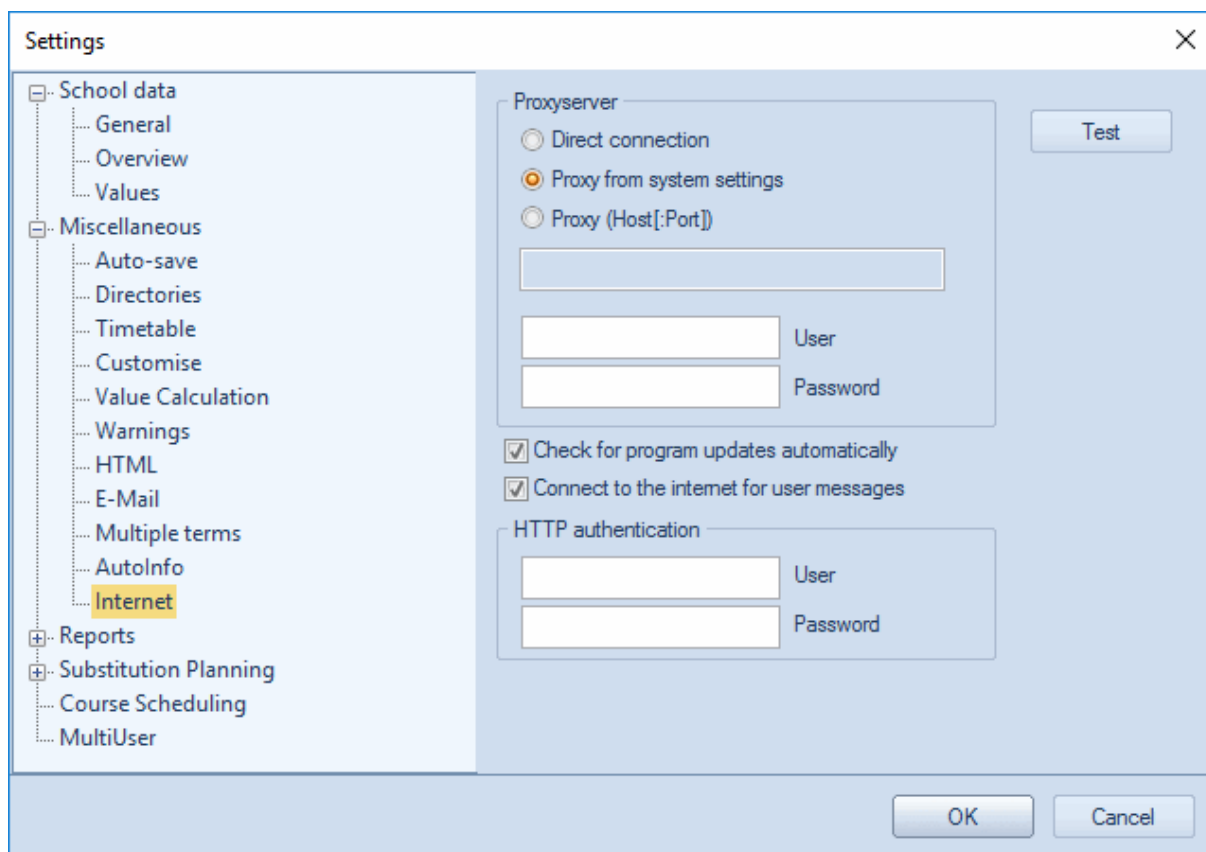 Settings
School data
General
Overview
Values
Miscellaneous
Auto-save
Directories
Timetable
Customise
Value Calculation
Warnings
HTML
E-Mail
Multiple terms
AutoInfo
Internet
Reports
Substitution Planning
Course Scheduling
MultiUser
Proxyserver
Direct connection
Proxy from system settings
Proxy (Host[:Port])
User
Password
Test
Check for program updates automatically
Connect to the internet for user messages
HTTP authentication
User
Password
OK
Cancel